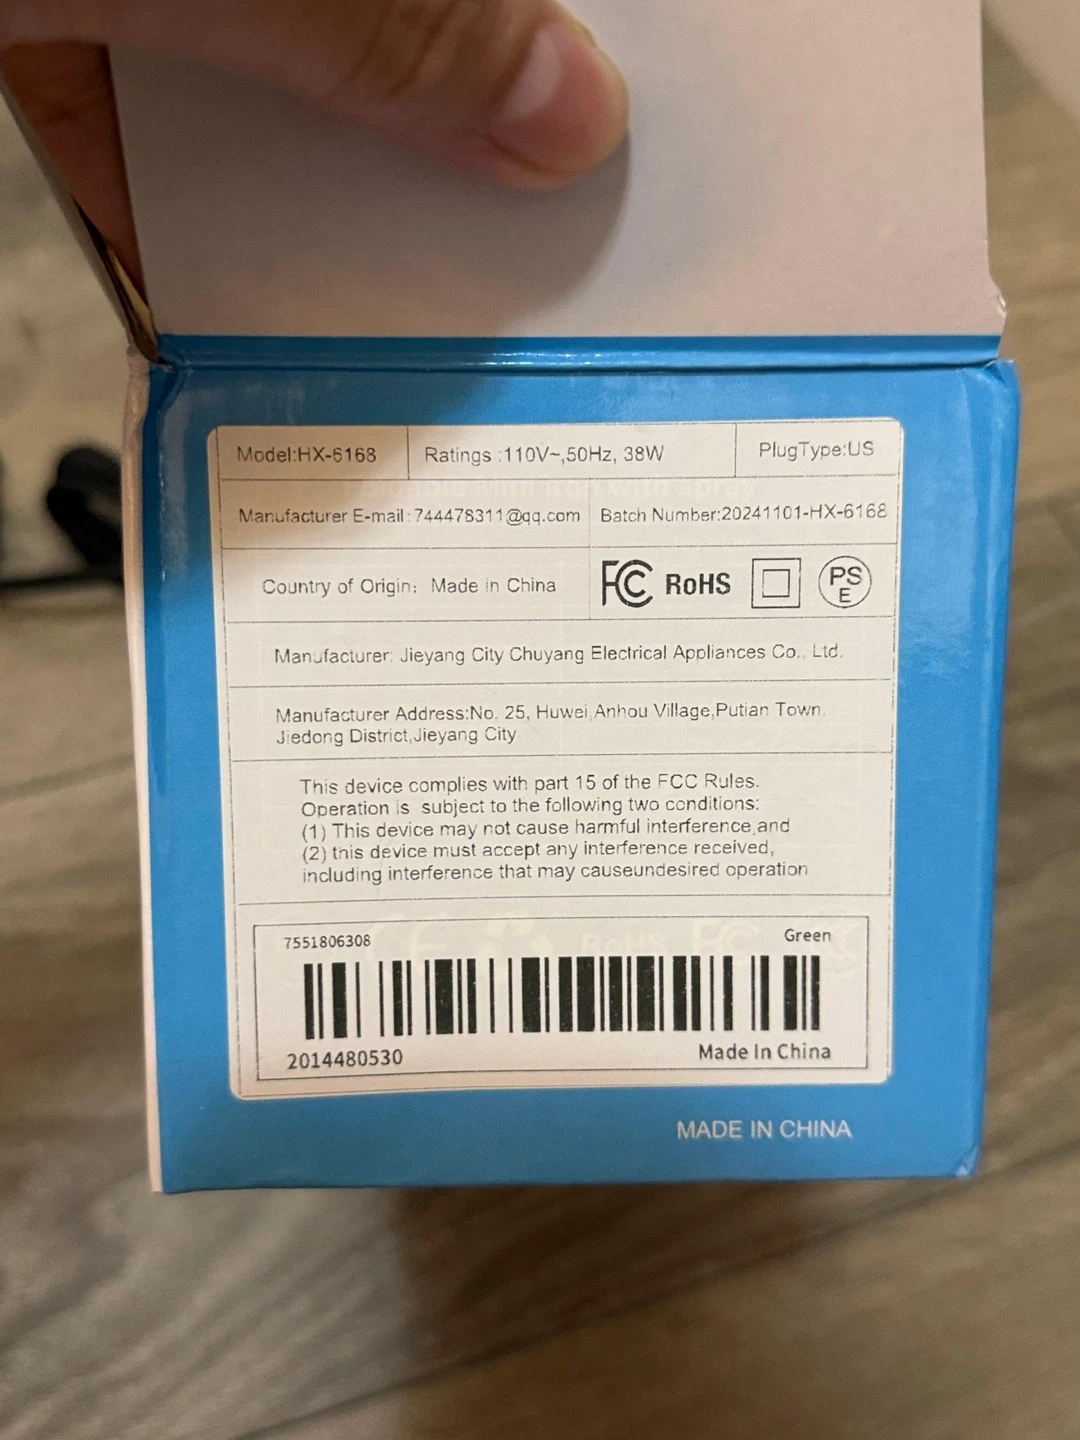 Model:HX-6168
Ratings :110V~,50Hz, 38W
PlugType:US
Manufacturer E-mail:744478311@qq.com
Batch Number:20241101-HX-6168
Country of Origin: Made in China
FC RoHS PSE
Manufacturer: Jieyang City Chuyang Electrical Appliances Co., Ltd.
Manufacturer Address:No. 25, Huwei,Anhou Village,Putian Town,
Jiedong District,Jieyang City
This device complies with part 15 of the FCC Rules.
Operation is subject to the following two conditions:
(1) This device may not cause harmful interference,and
(2) this device must accept any interference received,
including interference that may causeundesired operation
7551806308
Green
2014480530
Made In China
MADE IN CHINA